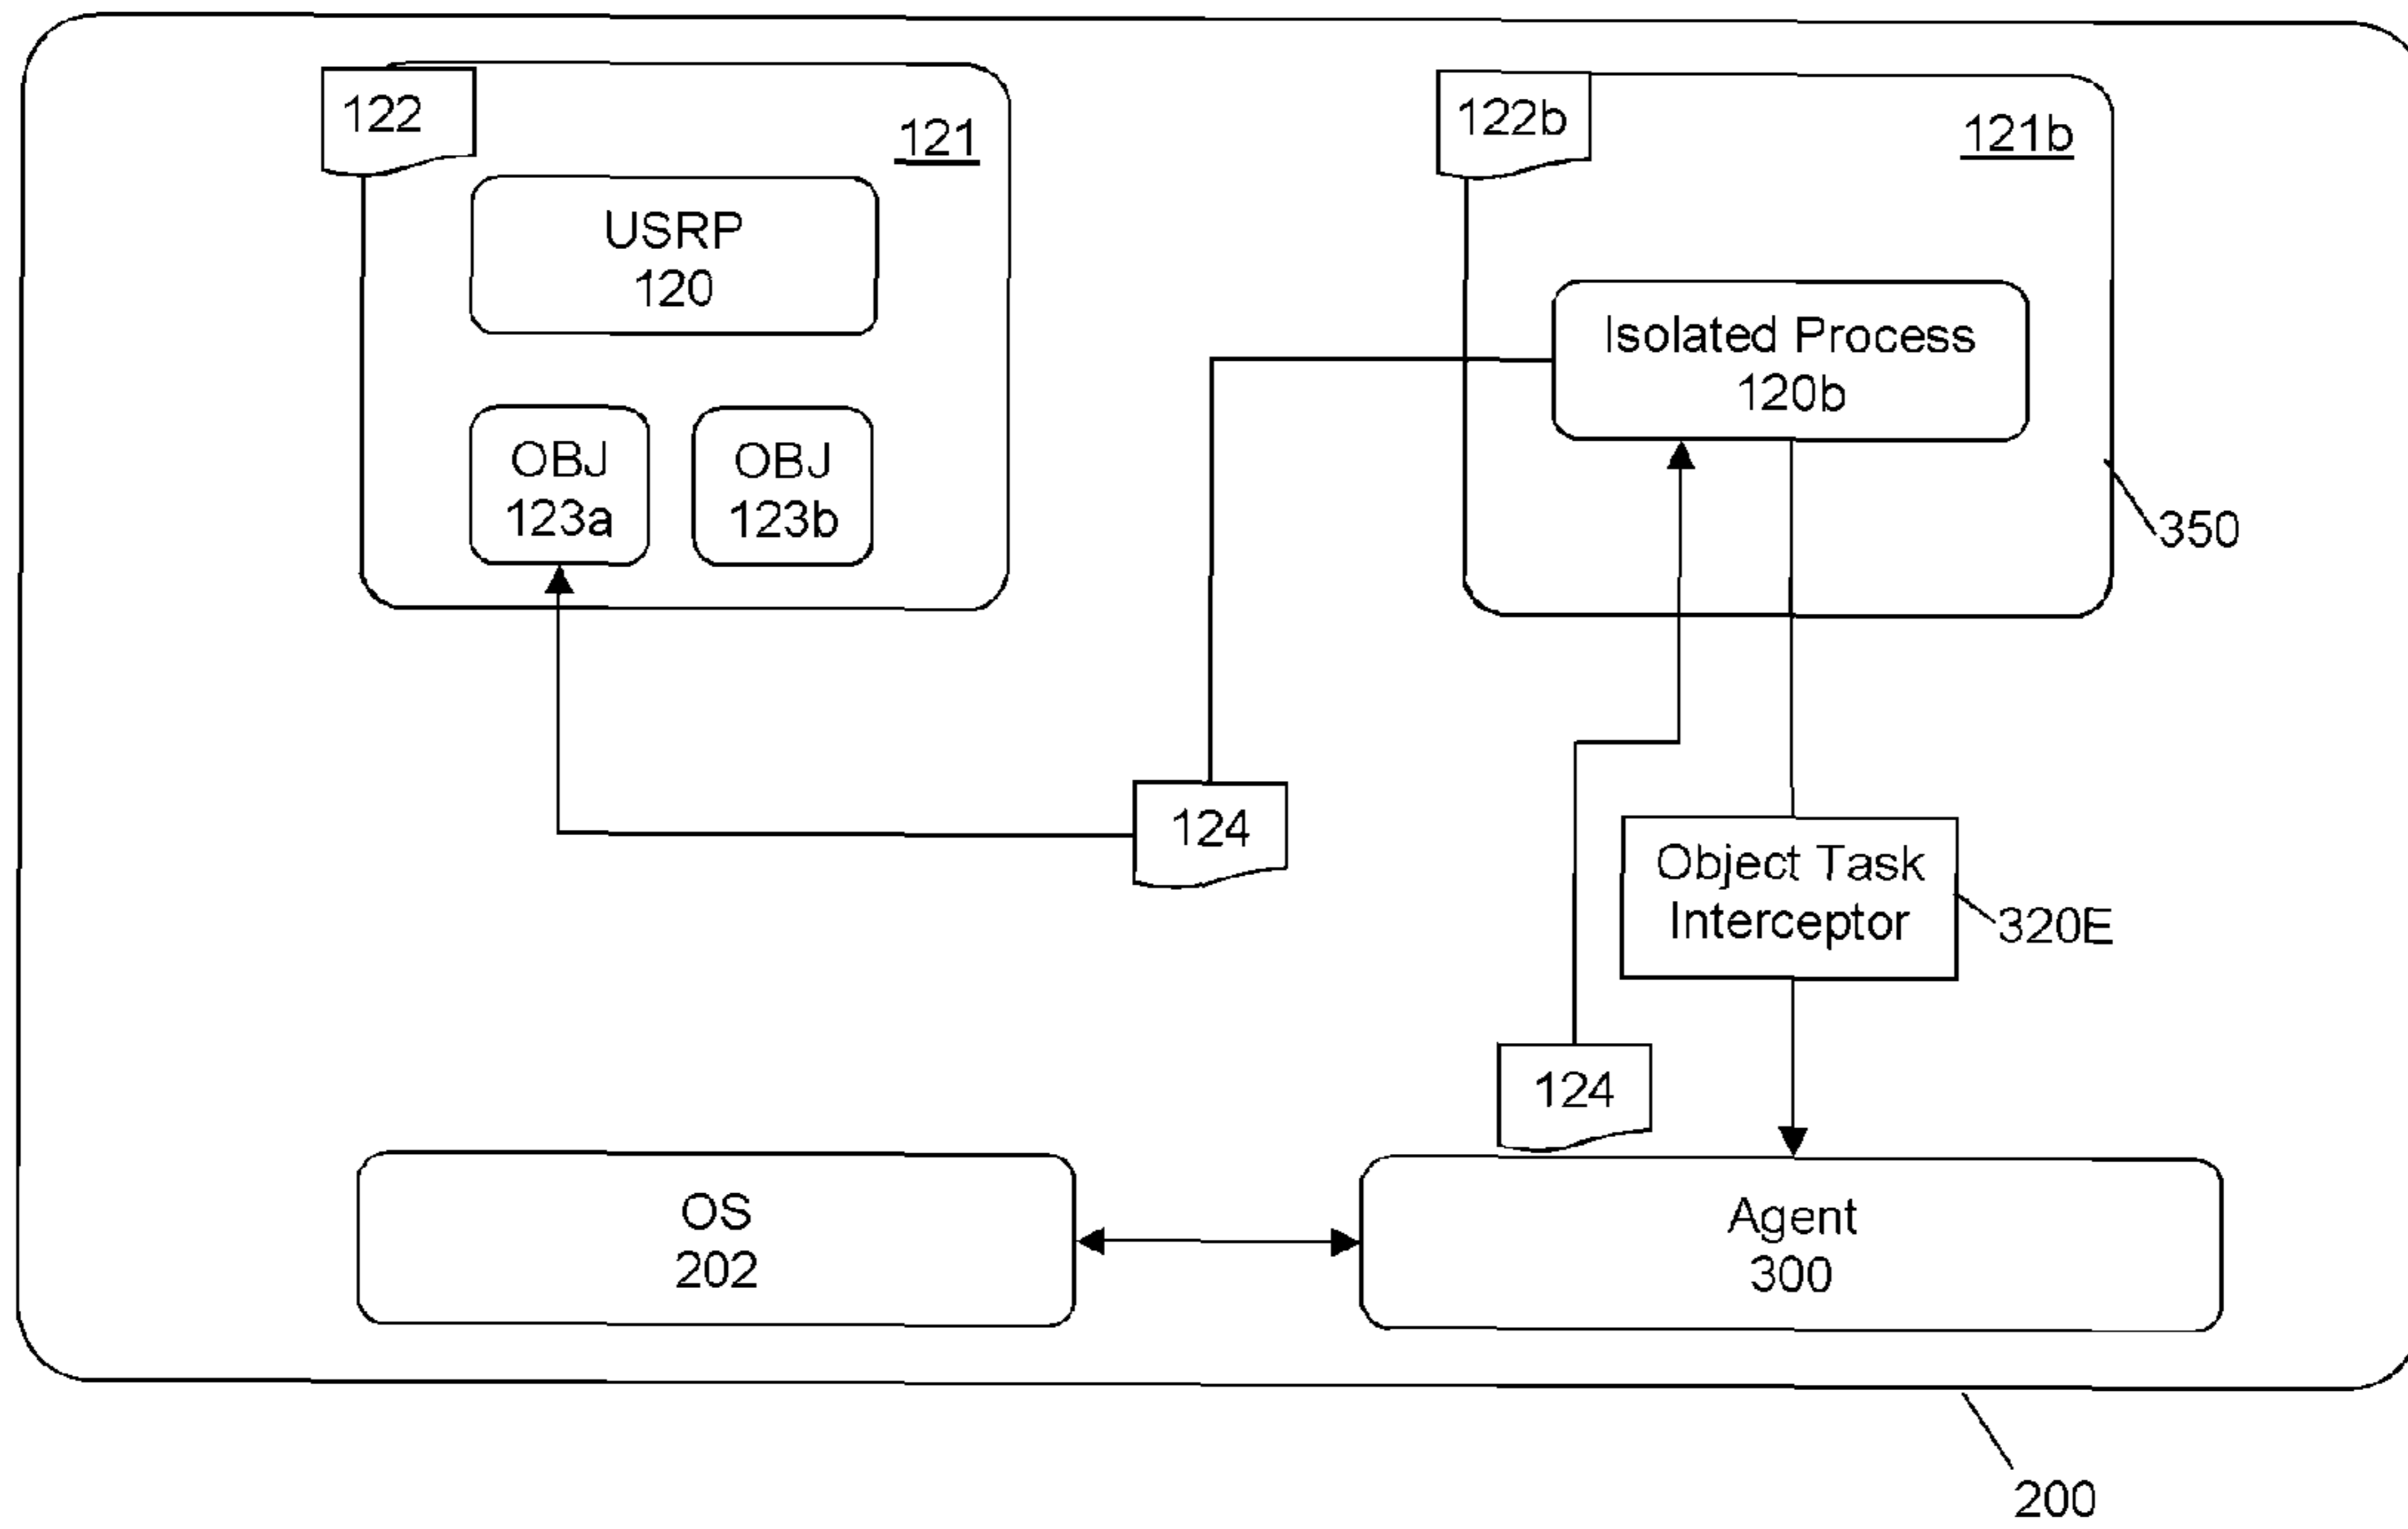 122
121
USRP
120
OBJ
123a
OBJ
123b
122b
121b
Isolated Process
120b
350
124
Object Task
Interceptor
320E
124
OS
202
Agent
300
200